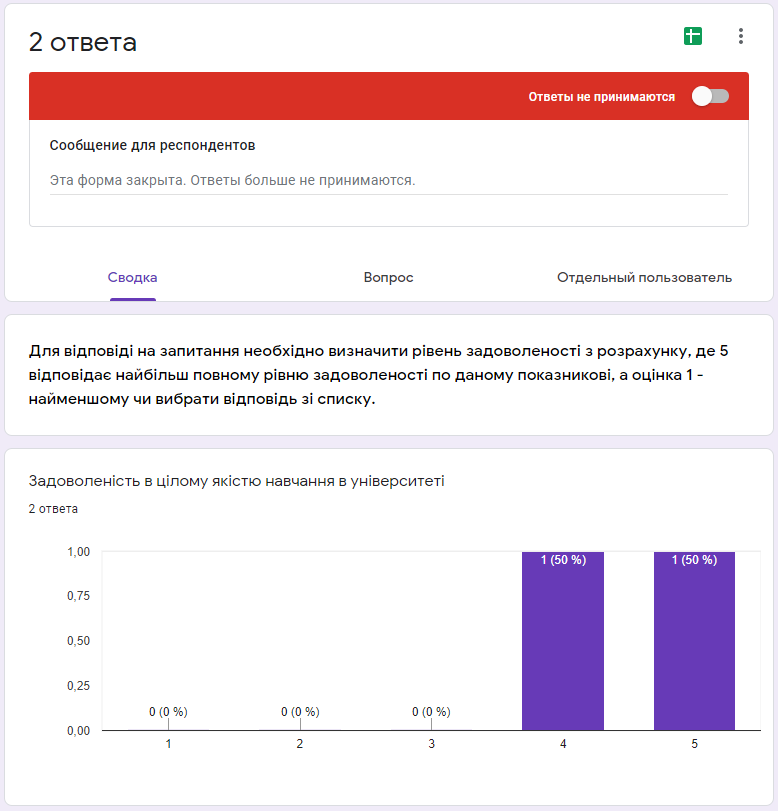 2 ответа
Ответы не принимаются
Сообщение для респондентов
Эта форма закрыта. Ответы больше не принимаются.
Сводка
Вопрос
Отдельный пользователь
Для відповіді на запитання необхідно визначити рівень задоволеності з розрахунку, де 5
відповідає найбільш повному рівню задоволеності по даному показникові, а оцінка 1 -
найменшому чи вибрати відповідь зі списку.
Задоволеність в цілому якістю навчання в університеті
2 ответа
1,00
0,75
0,50
0,25
0,00
0 (0 %)
0 (0 %)
0 (0 %)
1 (50 %)
1 (50 %)
1
2
3
4
5